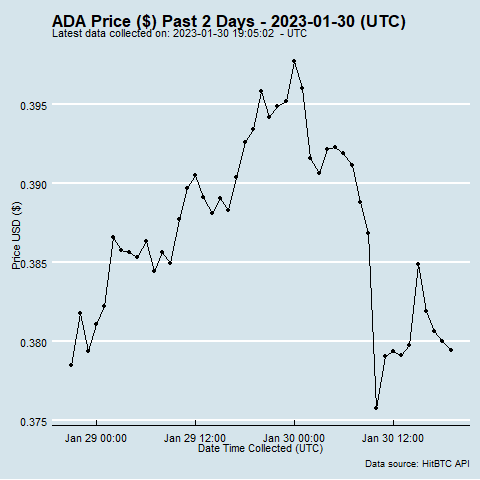 ADA Price ($) Past 2 Days - 2023-01-30 (UTC)
Latest data collected on: 2023-01-30 19:05:02 - UTC
0.395
0.390
0.385
0.380
0.375
Price USD ($)
Jan 29 00:00 Jan 29 12:00 Jan 30 00:00 Jan 30 12:00
Date Time Collected (UTC)
Data source: HitBTC API